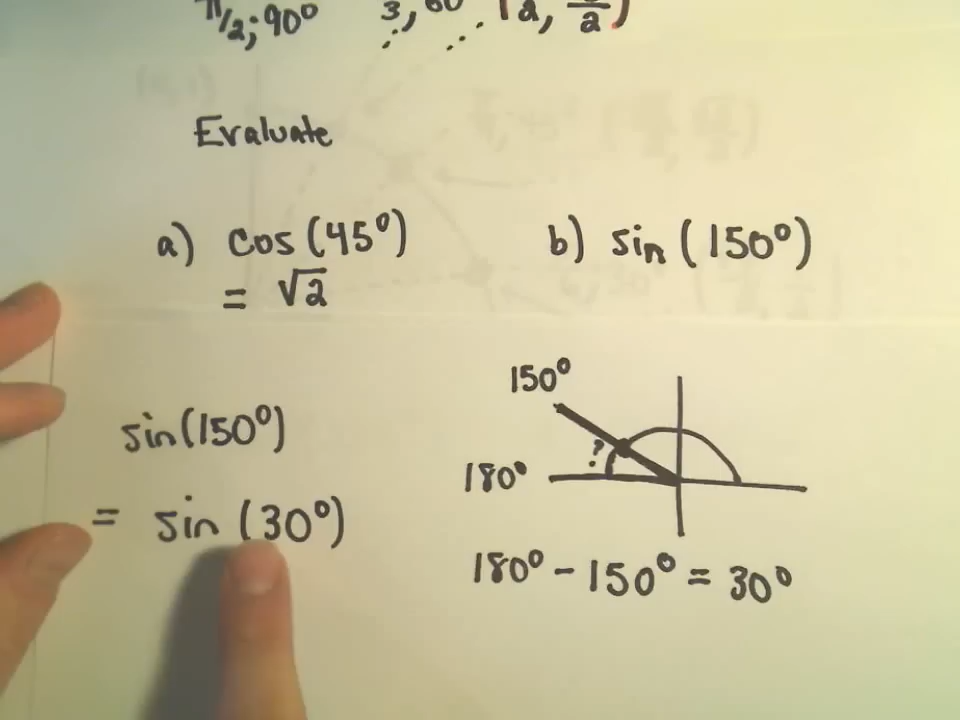 π/2; 90°
Evaluate
a) cos(45°)
= √2
b) sin(150°)
150°
?
180°
180° - 150° = 30°
sin(150°)
= sin(30°)